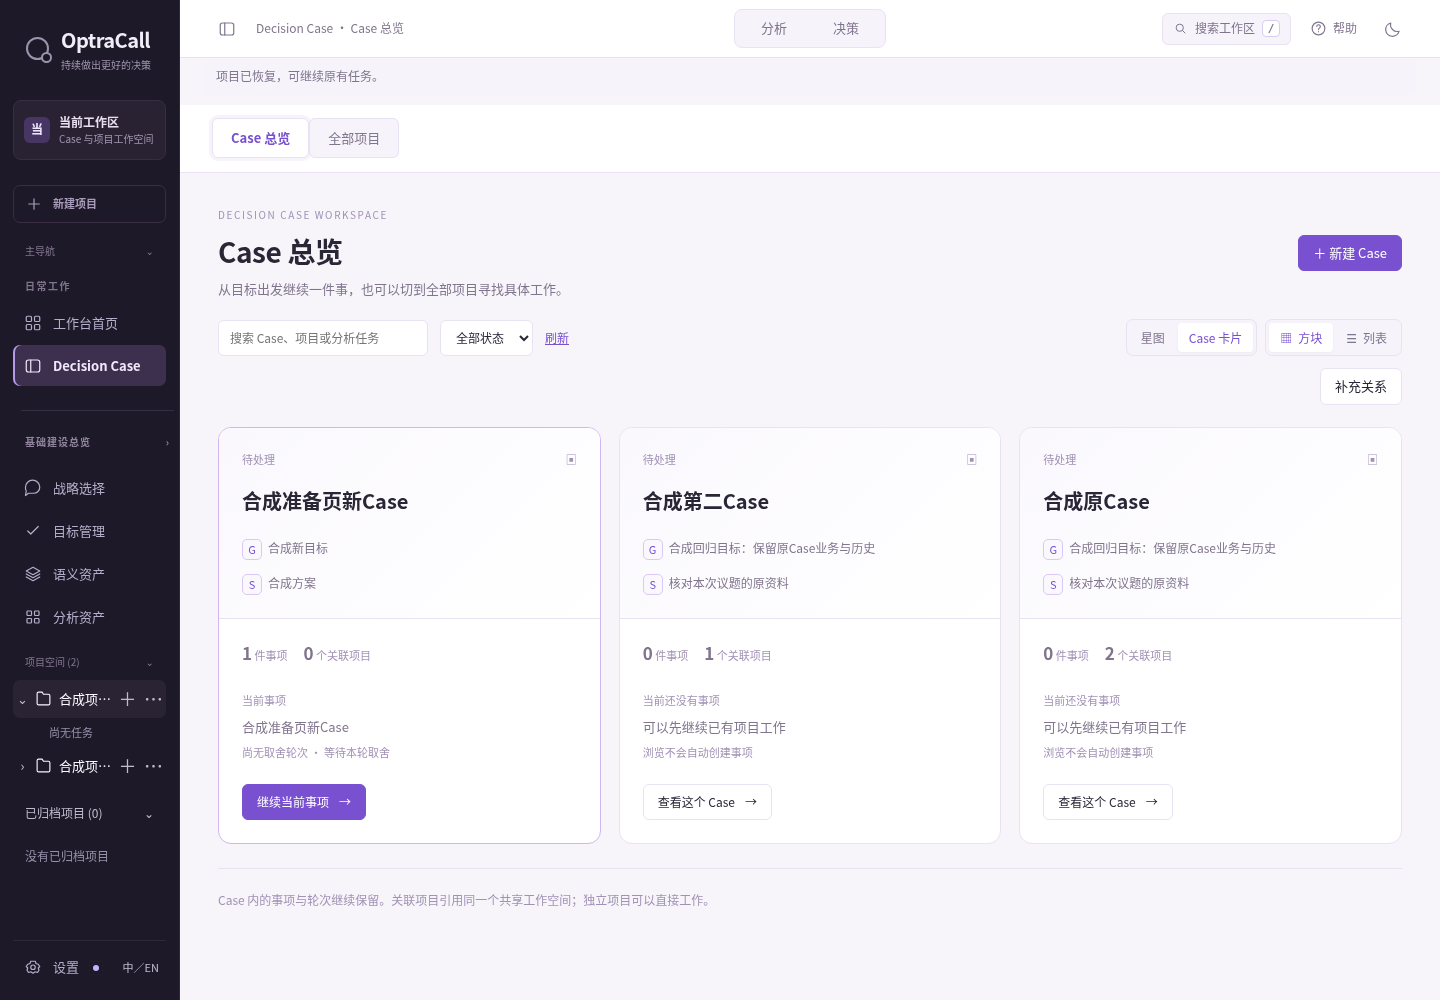 OptraCall
持续做出更好的决策
当
当前工作区
Case 与项目工作空间
新建项目
主导航
日常工作
工作台首页
Decision Case
基础建设总览
战略选择
目标管理
语义资产
分析资产
项目空间 (2)
合成项…
尚无任务
合成项…
已归档项目 (0)
没有已归档项目
设置
中／EN
Decision Case · Case 总览
分析 决策
搜索工作区 /
帮助
项目已恢复，可继续原有任务。
Case 总览 全部项目
DECISION CASE WORKSPACE
Case 总览
＋ 新建 Case
从目标出发继续一件事，也可以切到全部项目寻找具体工作。
搜索 Case、项目或分析任务 全部状态 刷新
星图 Case 卡片 方块 列表
补充关系
待处理
合成准备页新Case
G 合成新目标
S 合成方案
1 件事项 0 个关联项目
当前事项
合成准备页新Case
尚无取舍轮次 · 等待本轮取舍
继续当前事项 →
待处理
合成第二Case
G 合成回归目标：保留原Case业务与历史
S 核对本次议题的原资料
0 件事项 1 个关联项目
当前还没有事项
可以先继续已有项目工作
浏览不会自动创建事项
查看这个 Case →
待处理
合成原Case
G 合成回归目标：保留原Case业务与历史
S 核对本次议题的原资料
0 件事项 2 个关联项目
当前还没有事项
可以先继续已有项目工作
浏览不会自动创建事项
查看这个 Case →
Case 内的事项与轮次继续保留。关联项目引用同一个共享工作空间；独立项目可以直接工作。